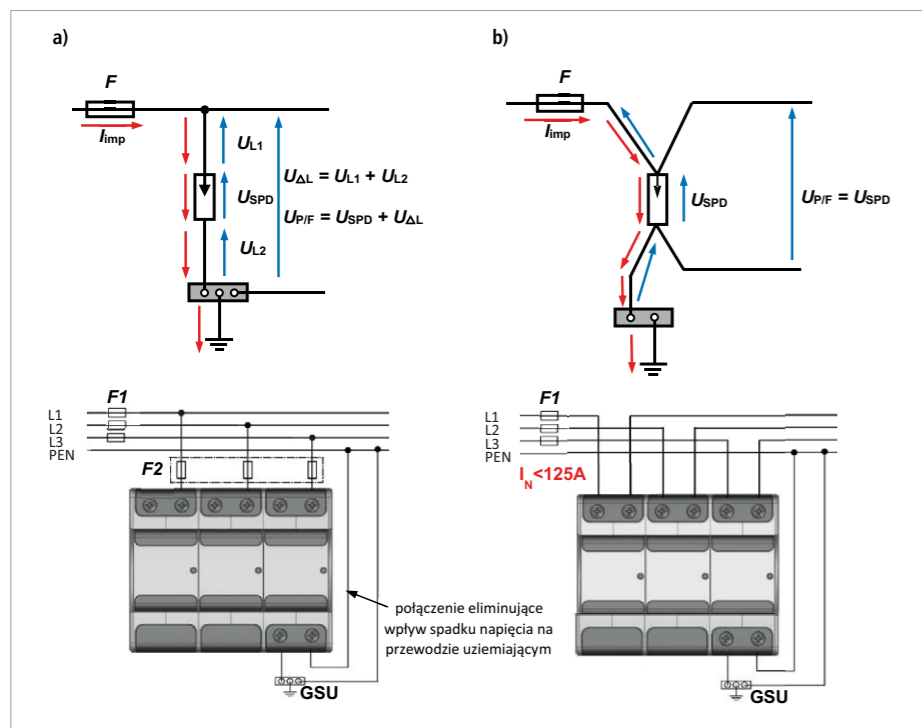 a)
F
Iimp
UL1
UΔL = UL1 + UL2
USPD
UP/F = USPD + UΔL
UL2
F1
L1
L2
L3
PEN
F2
połączenie eliminujące
wpływ spadku napięcia na
przewodzie uziemiającym
GSU
b)
F
Iimp
USPD
UP/F = USPD
F1
L1
L2
L3
PEN
IN<125A
GSU